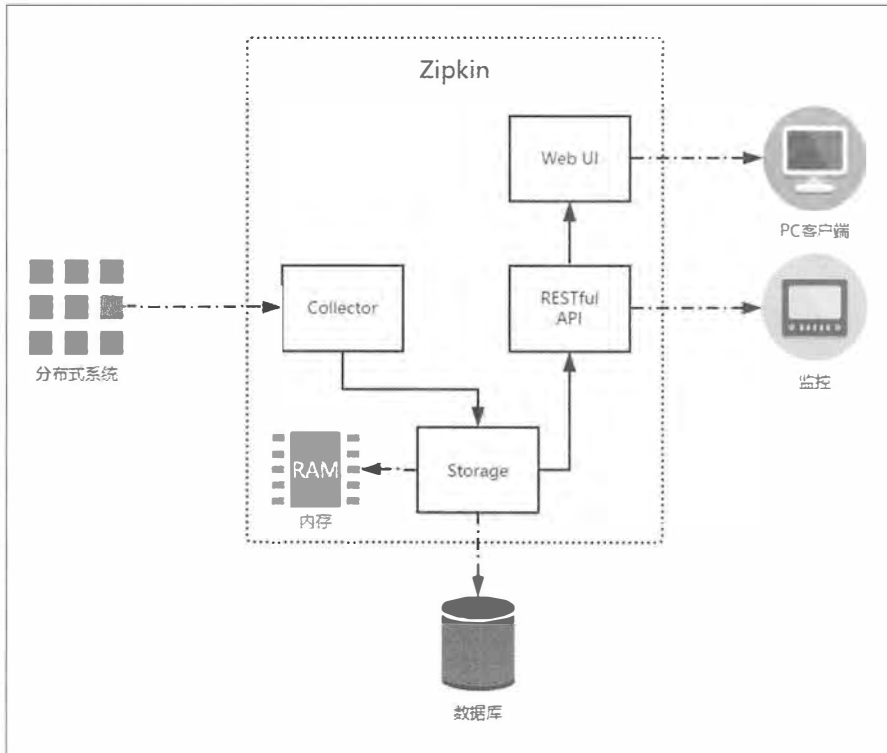 Zipkin
Web UI
PC客户端
Collector
RESTful
API
分布式系统
监控
RAM
Storage
内存
数据库